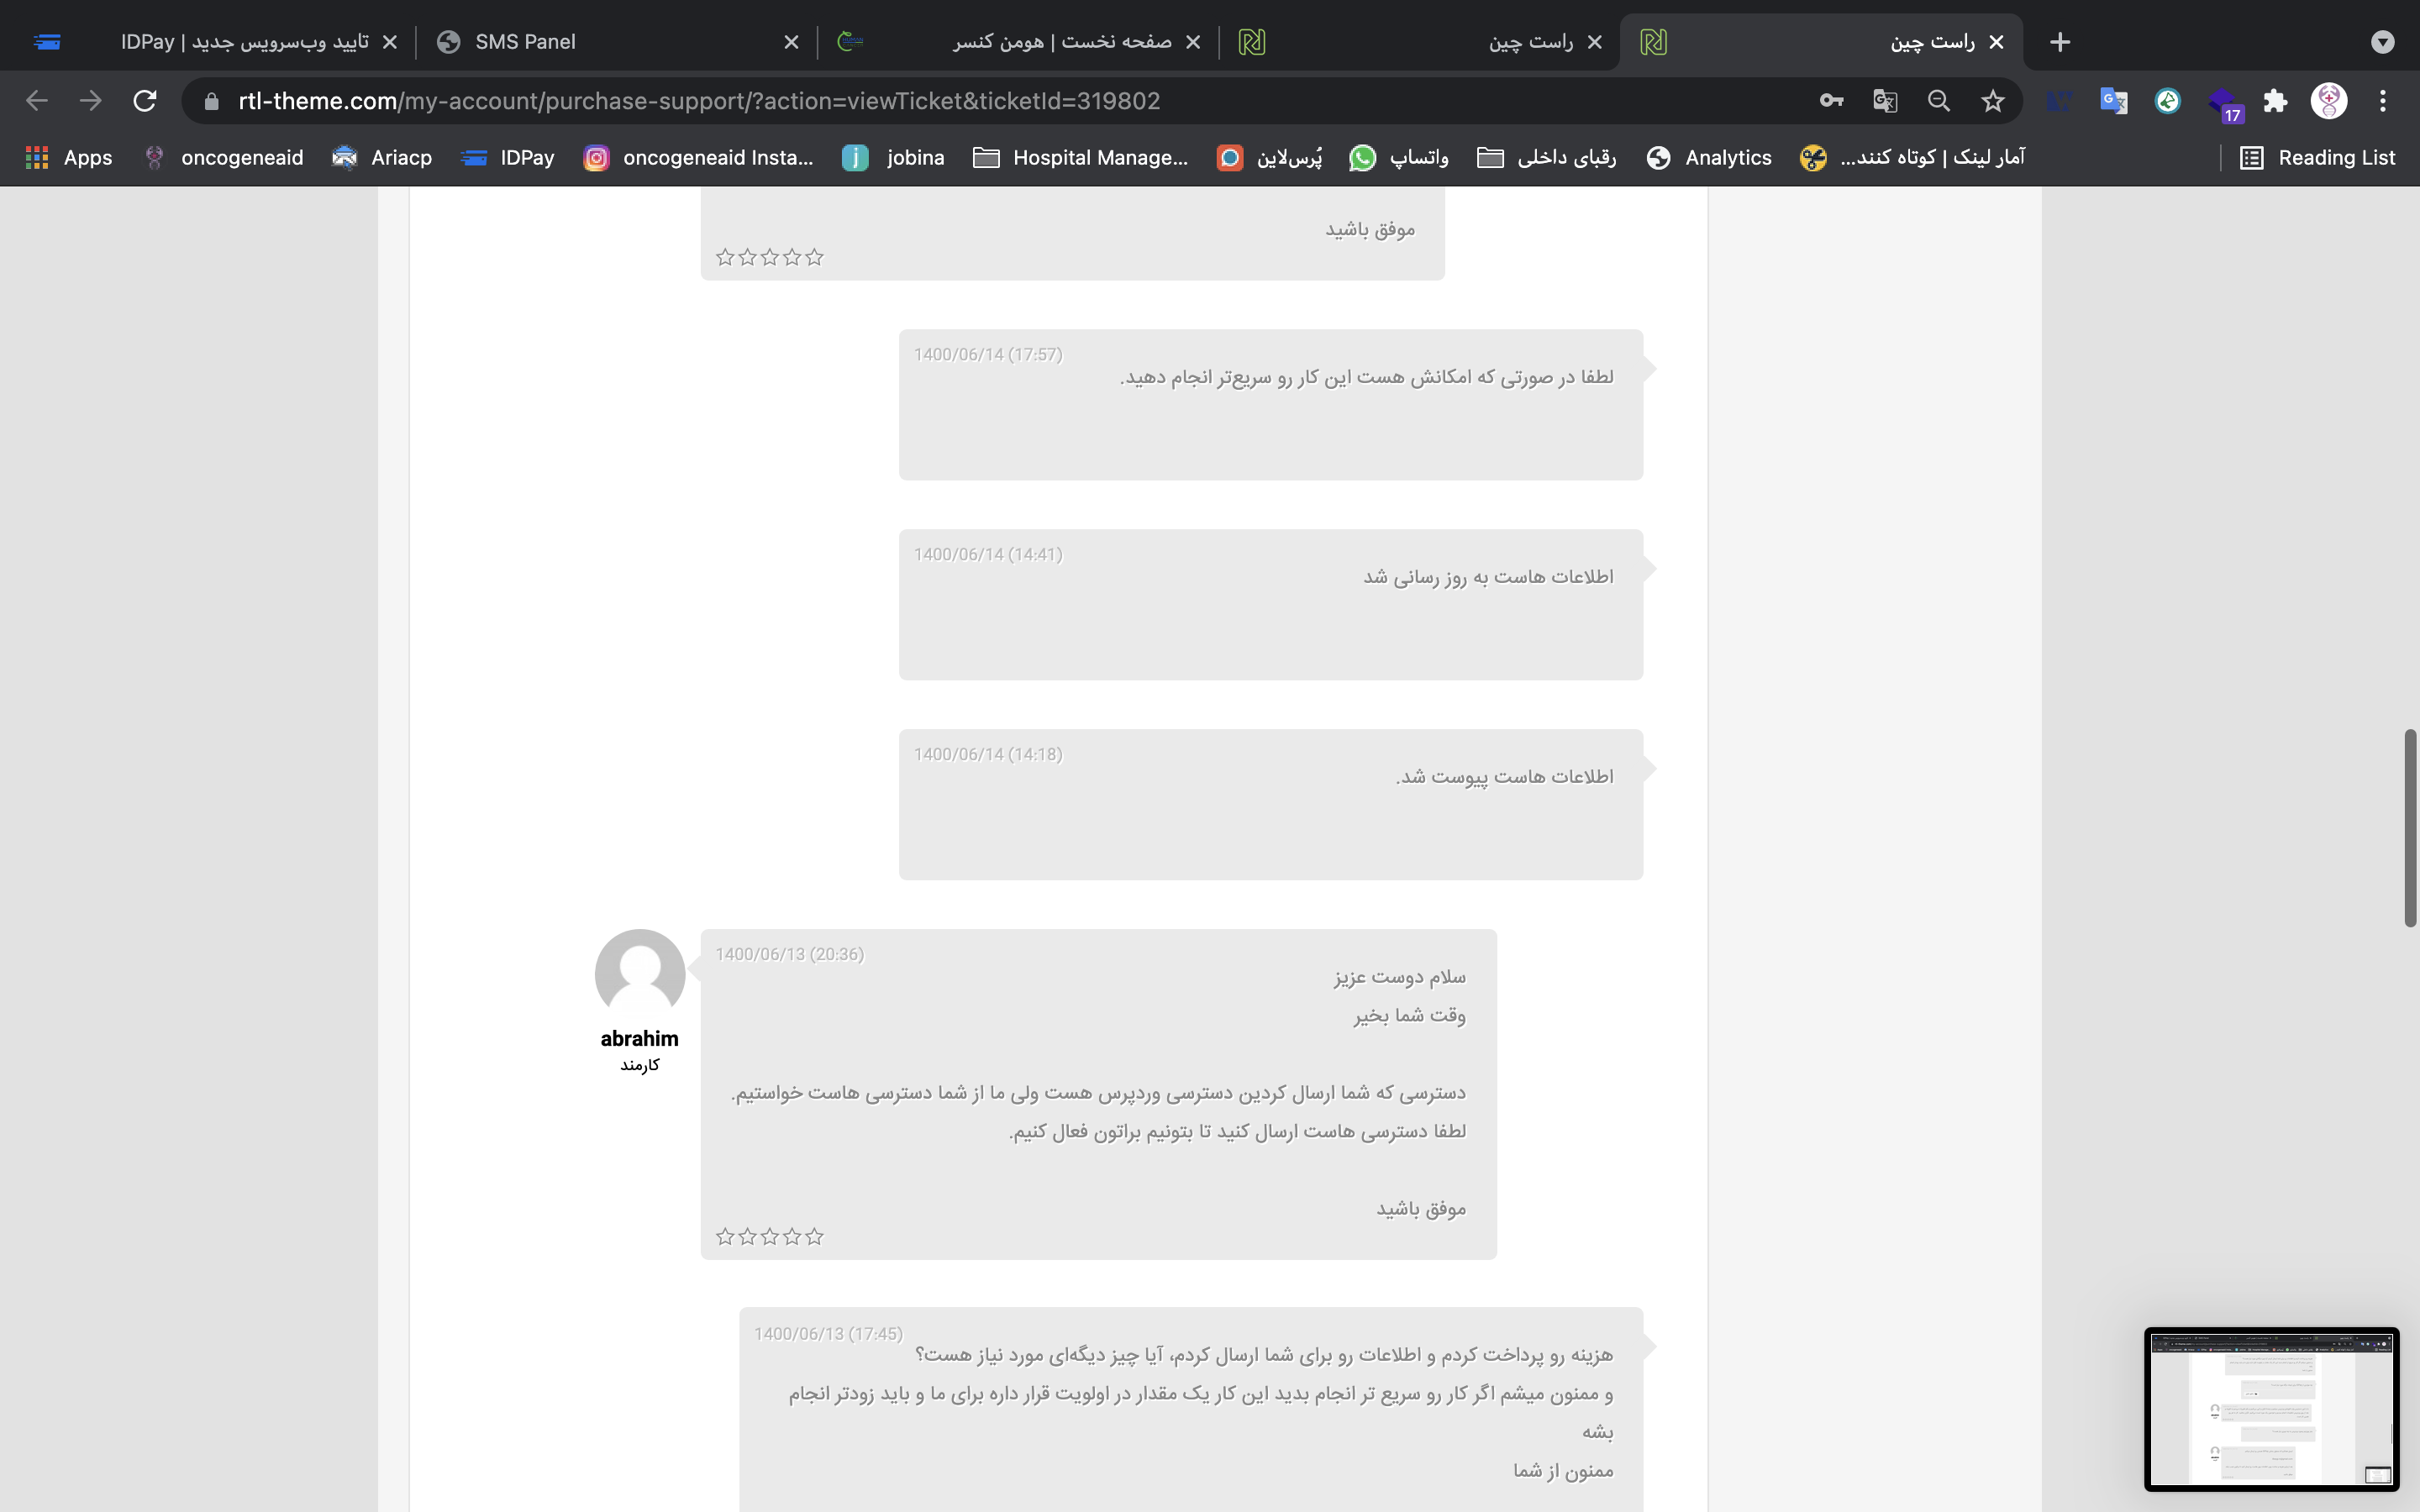 تایید وب‌سرویس جدید | IDPay
SMS Panel
صفحه نخست | هومن کنسر
راست چین
راست چین
rtl-theme.com/my-account/purchase-support/?action=viewTicket&ticketId=319802
17
Apps
oncogeneaid
Ariacp
IDPay
oncogeneaid Insta...
jobina
Hospital Manage...
پُرس‌لاین
واتساپ
رقبای داخلی
Analytics
آمار لینک | کوتاه کنند...
Reading List
موفق باشید
1400/06/14 (17:57)
لطفا در صورتی که امکانش هست این کار رو سریع‌تر انجام دهید.
1400/06/14 (14:41)
اطلاعات هاست به روز رسانی شد
1400/06/14 (14:18)
اطلاعات هاست پیوست شد.
abrahim
کارمند
1400/06/13 (20:36)
سلام دوست عزیز
وقت شما بخیر
دسترسی که شما ارسال کردین دسترسی وردپرس هست ولی ما از شما دسترسی هاست خواستیم.
لطفا دسترسی هاست ارسال کنید تا بتونیم براتون فعال کنیم.
موفق باشید
1400/06/13 (17:45)
هزینه رو پرداخت کردم و اطلاعات رو برای شما ارسال کردم، آیا چیز دیگه‌ای مورد نیاز هست؟
و ممنون میشم اگر کار رو سریع تر انجام بدید این کار یک مقدار در اولویت قرار داره برای ما و باید زودتر انجام
بشه
ممنون از شما